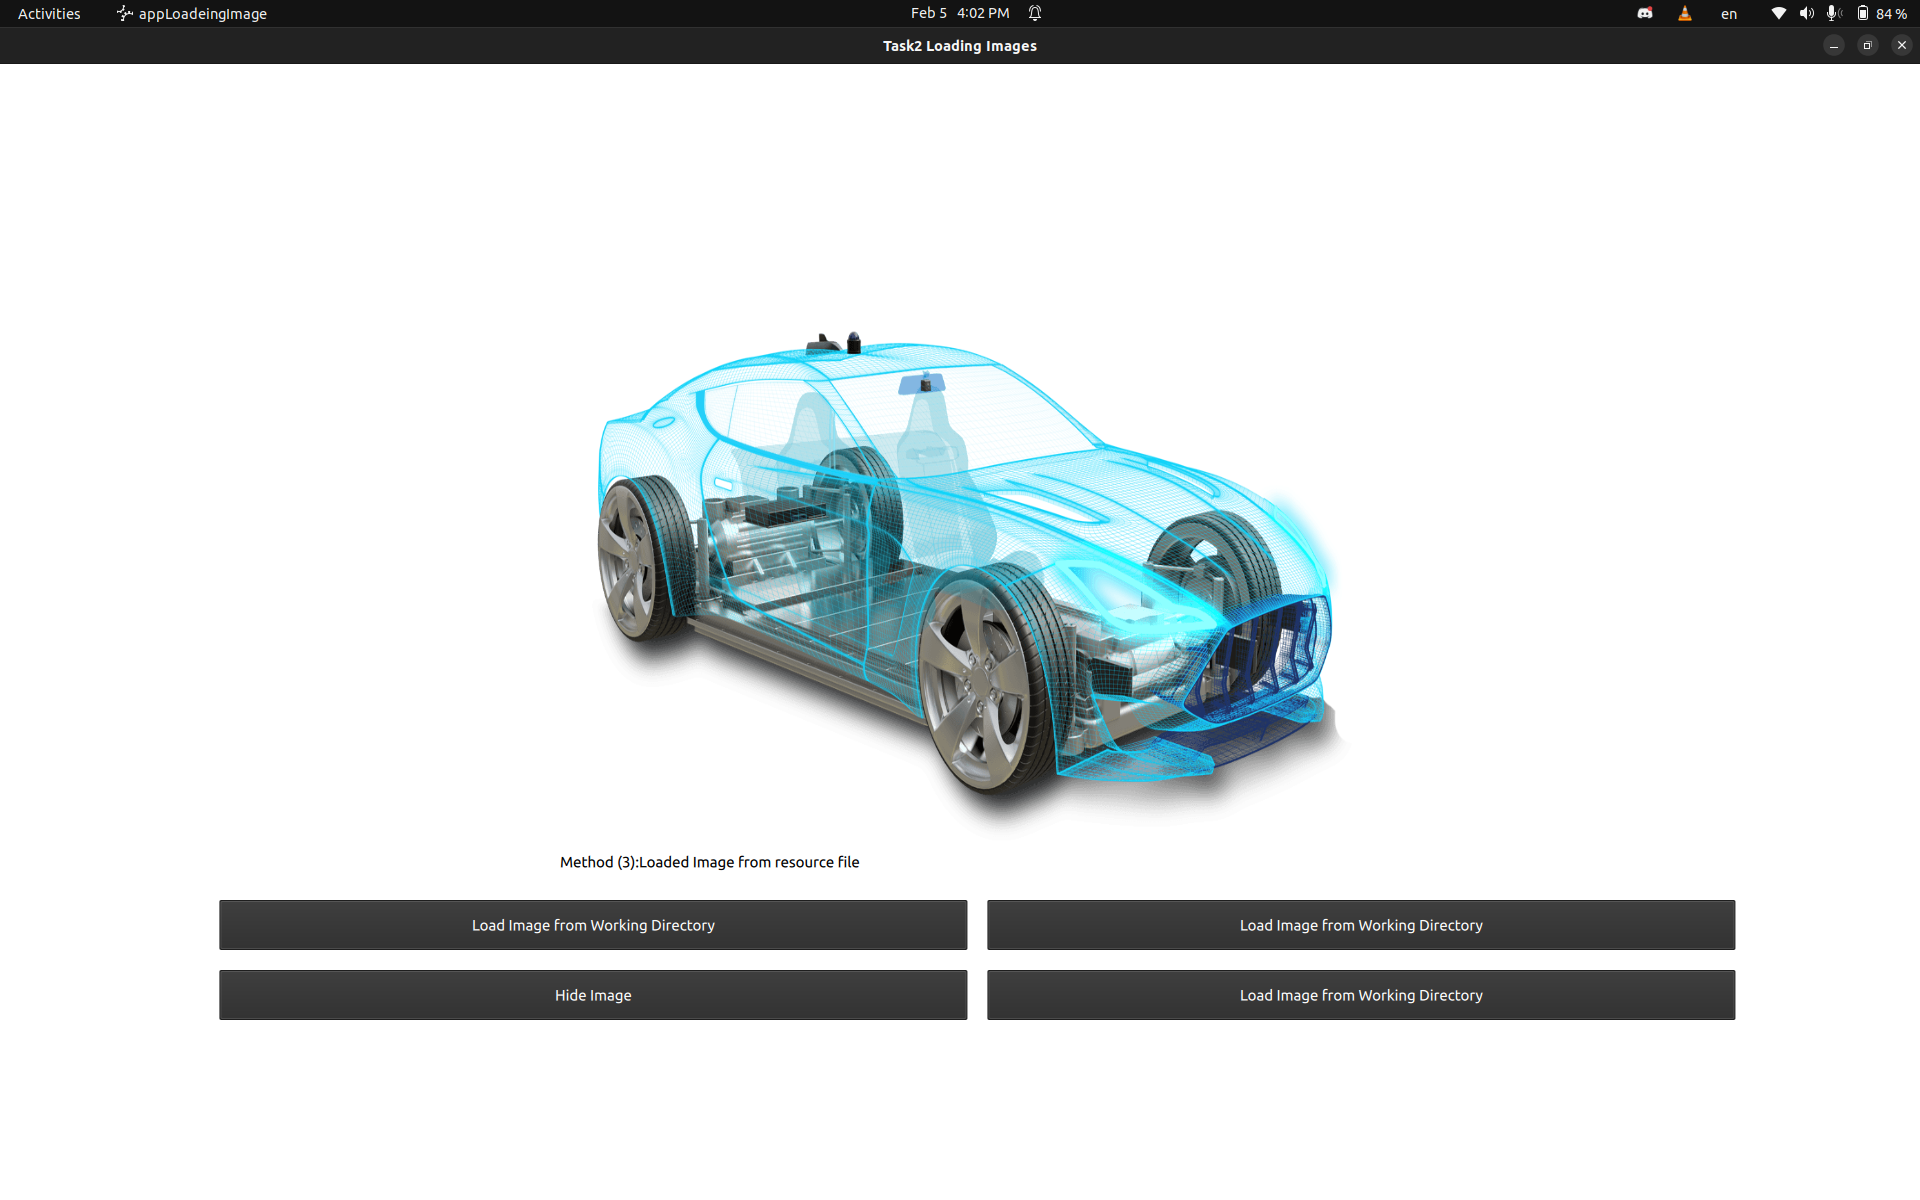 Activities appLoadeingImage Feb 5 4:02 PM en 84 %
Task2 Loading Images
Method (3):Loaded Image from resource file
Load Image from Working Directory Load Image from Working Directory
Hide Image Load Image from Working Directory